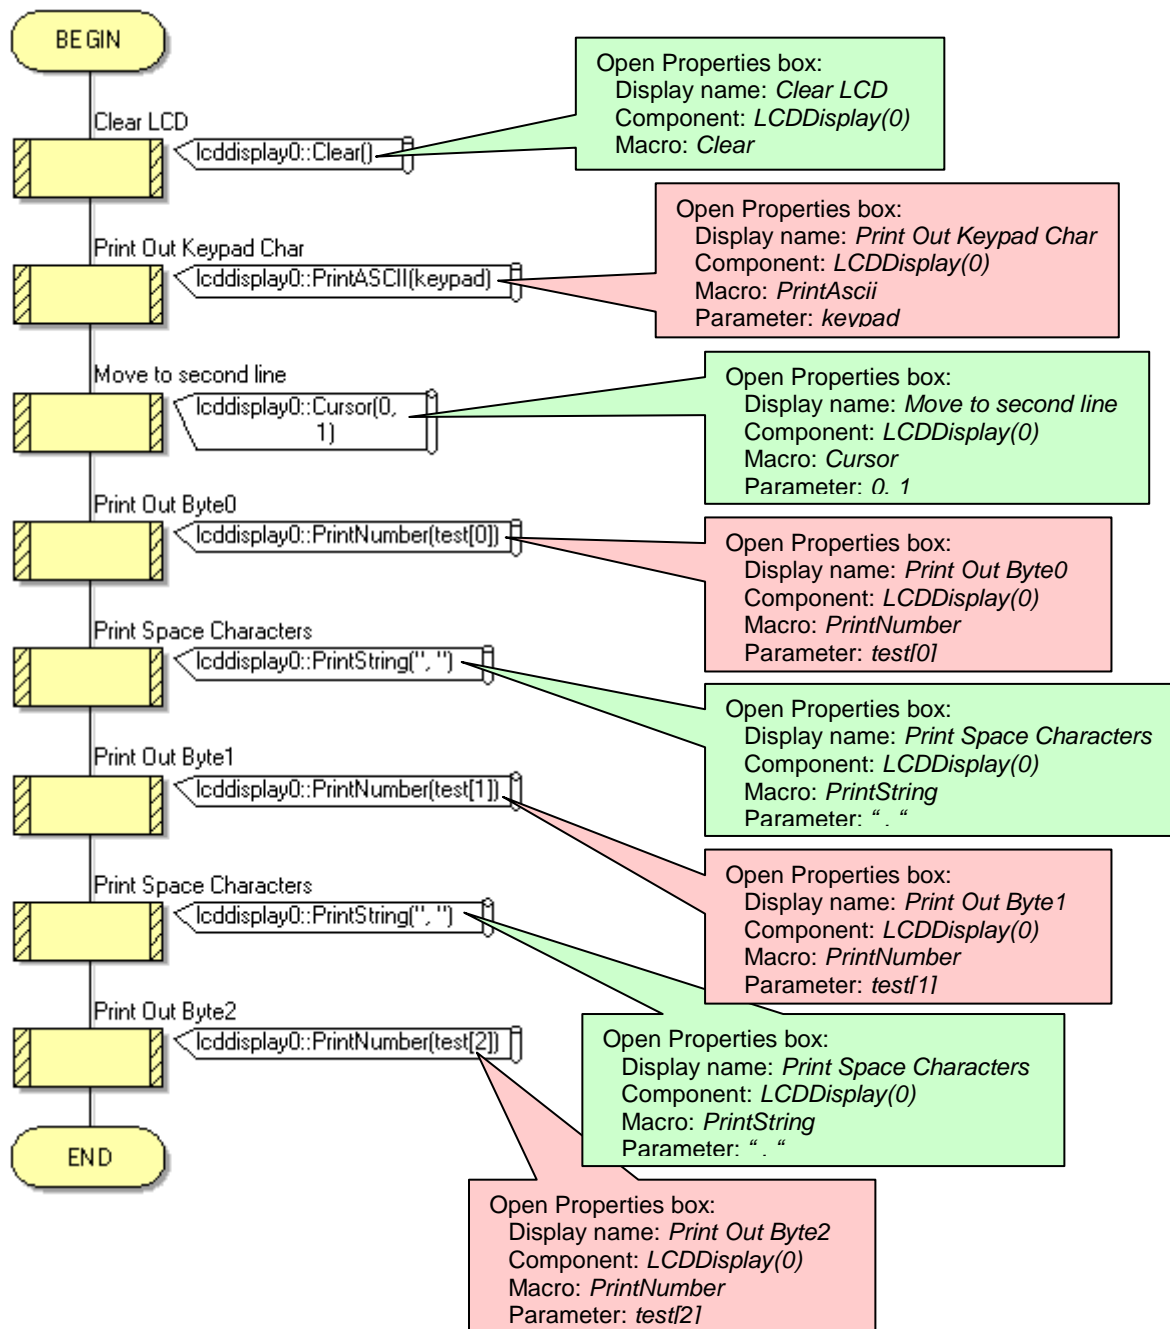 BEGIN
Open Properties box:
Display name: Clear LCD
Component: LCDDisplay(0)
Macro: Clear
Clear LCD
lcddisplay0::Clear()
Open Properties box:
Display name: Print Out Keypad Char
Component: LCDDisplay(0)
Macro: PrintAscii
Parameter: keypad
Print Out Keypad Char
lcddisplay0::PrintASCII(keypad)
Open Properties box:
Display name: Move to second line
Component: LCDDisplay(0)
Macro: Cursor
Parameter: 0, 1
Move to second line
lcddisplay0::Cursor(0,
1)
Print Out Byte0
lcddisplay0::PrintNumber(test[0])
Open Properties box:
Display name: Print Out Byte0
Component: LCDDisplay(0)
Macro: PrintNumber
Parameter: test[0]
Print Space Characters
lcddisplay0::PrintString(", ")
Open Properties box:
Display name: Print Space Characters
Component: LCDDisplay(0)
Macro: PrintString
Parameter: “ , “
Print Out Byte1
lcddisplay0::PrintNumber(test[1])
Open Properties box:
Display name: Print Out Byte1
Component: LCDDisplay(0)
Macro: PrintNumber
Parameter: test[1]
Print Space Characters
lcddisplay0::PrintString(", ")
Open Properties box:
Display name: Print Space Characters
Component: LCDDisplay(0)
Macro: PrintString
Parameter: “ , “
Print Out Byte2
lcddisplay0::PrintNumber(test[2])
END
Open Properties box:
Display name: Print Out Byte2
Component: LCDDisplay(0)
Macro: PrintNumber
Parameter: test[2]